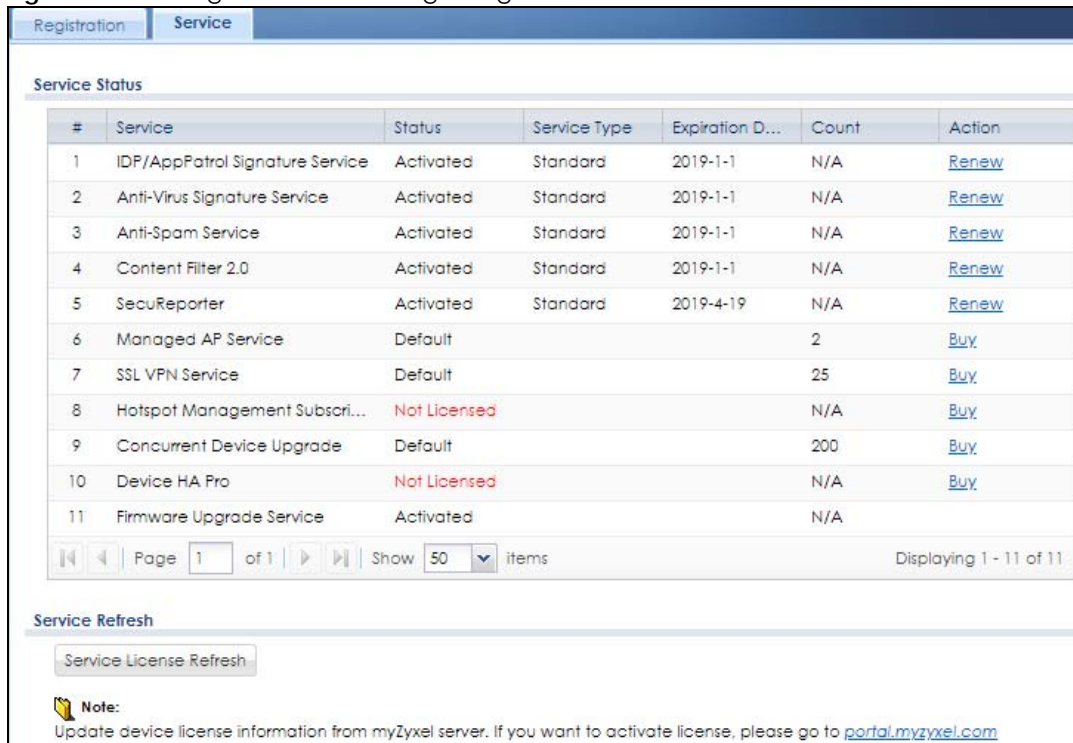 Registration Service
Service Status
# Service Status Service Type Expiration D... Count Action
1 IDP/AppPatrol Signature Service Activated Standard 2019-1-1 N/A Renew
2 Anti-Virus Signature Service Activated Standard 2019-1-1 N/A Renew
3 Anti-Spam Service Activated Standard 2019-1-1 N/A Renew
4 Content Filter 2.0 Activated Standard 2019-1-1 N/A Renew
5 SecuReporter Activated Standard 2019-4-19 N/A Renew
6 Managed AP Service Default 2 Buy
7 SSL VPN Service Default 25 Buy
8 Hotspot Management Subscri... Not Licensed N/A Buy
9 Concurrent Device Upgrade Default 200 Buy
10 Device HA Pro Not Licensed N/A Buy
11 Firmware Upgrade Service Activated N/A
Page 1 of 1 Show 50 items Displaying 1 - 11 of 11
Service Refresh
Service License Refresh
Note:
Update device license information from myZyxel server. If you want to activate license, please go to portal.myzyxel.com